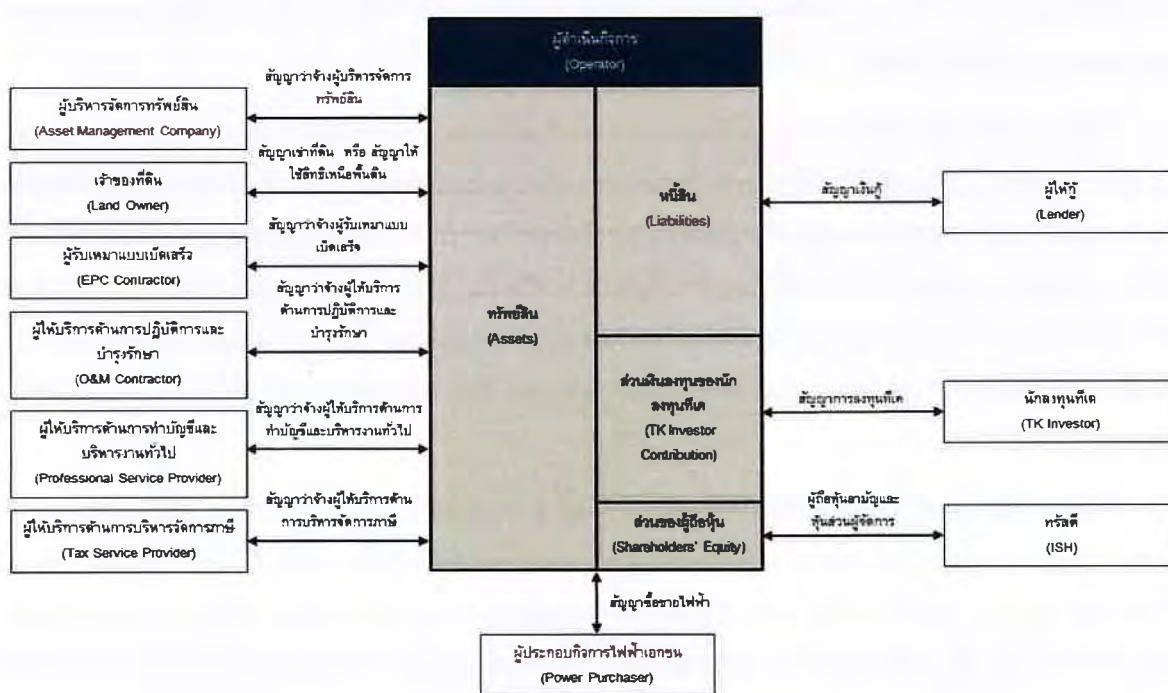 ผู้ดำเนินกิจการ
(Operator)
สัญญาว่าจ้างผู้บริหารจัดการ
ทรัพย์สิน
ผู้บริหารจัดการทรัพย์สิน
(Asset Management Company)
สัญญาเช่าที่ดิน หรือ สัญญาให้
ใช้สิทธิเหนือพื้นดิน
เจ้าของที่ดิน
(Land Owner)
สัญญาว่าจ้างผู้รับเหมาแบบ
เบ็ดเสร็จ
ผู้รับเหมาแบบเบ็ดเสร็จ
(EPC Contractor)
สัญญาว่าจ้างผู้ให้บริการ
ด้านการปฏิบัติการและ
บำรุงรักษา
ผู้ให้บริการด้านการปฏิบัติการและ
บำรุงรักษา
(O&M Contractor)
สัญญาว่าจ้างผู้ให้บริการด้านการ
ทำบัญชีและบริหารงานทั่วไป
ผู้ให้บริการด้านการทำบัญชีและ
บริหารงานทั่วไป
(Professional Service Provider)
สัญญาว่าจ้างผู้ให้บริการด้าน
การบริหารจัดการภาษี
ผู้ให้บริการด้านการบริหารจัดการภาษี
(Tax Service Provider)
ทรัพย์สิน
(Assets)
หนี้สิน
(Liabilities)
ส่วนเงินลงทุนของนัก
ลงทุนทีเค
(TK Investor
Contribution)
ส่วนของผู้ถือหุ้น
(Shareholders' Equity)
สัญญาเงินกู้
ผู้ให้กู้
(Lender)
สัญญาการลงทุนทีเค
นักลงทุนทีเค
(TK Investor)
ผู้ถือหุ้นสามัญและ
หุ้นส่วนผู้จัดการ
ทรัสตี
(ISH)
สัญญาซื้อขายไฟฟ้า
ผู้ประกอบกิจการไฟฟ้าเอกชน
(Power Purchaser)